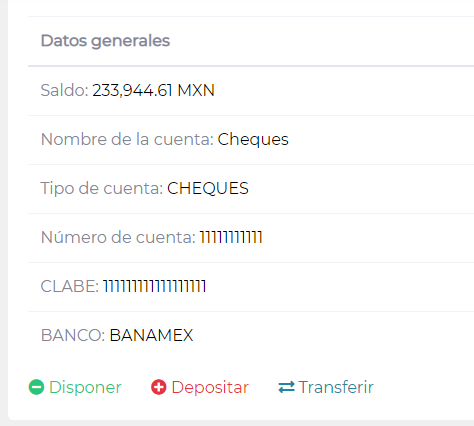 Datos generales
Saldo: 233,944.61 MXN
Nombre de la cuenta: Cheques
Tipo de cuenta: CHEQUES
Número de cuenta: 11111111111
CLABE: 111111111111111111
BANCO: BANAMEX
Disponer Depositar Transferir